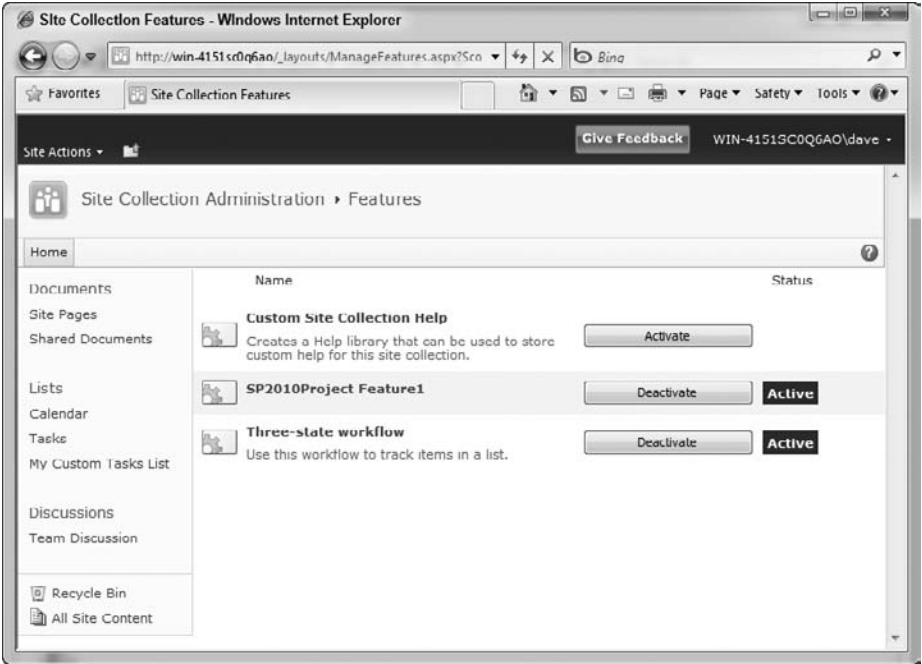 Site Collection Features - Windows Internet Explorer
http://win-4151sc0q6ao/_layouts/ManageFeatures.aspx?Sco
Bing
Favorites
Site Collection Features
Page
Safety
Tools
Site Actions
Give Feedback
WIN-4151SC0Q6AO\dave
Site Collection Administration
Features
Home
Name
Status
Documents
Site Pages
Shared Documents
Lists
Calendar
Tasks
My Custom Tasks List
Discussions
Team Discussion
Recycle Bin
All Site Content
Custom Site Collection Help
Creates a Help library that can be used to store
custom help for this site collection.
Activate
SP2010Project Feature1
Deactivate
Active
Three-state workflow
Use this workflow to track items in a list.
Deactivate
Active